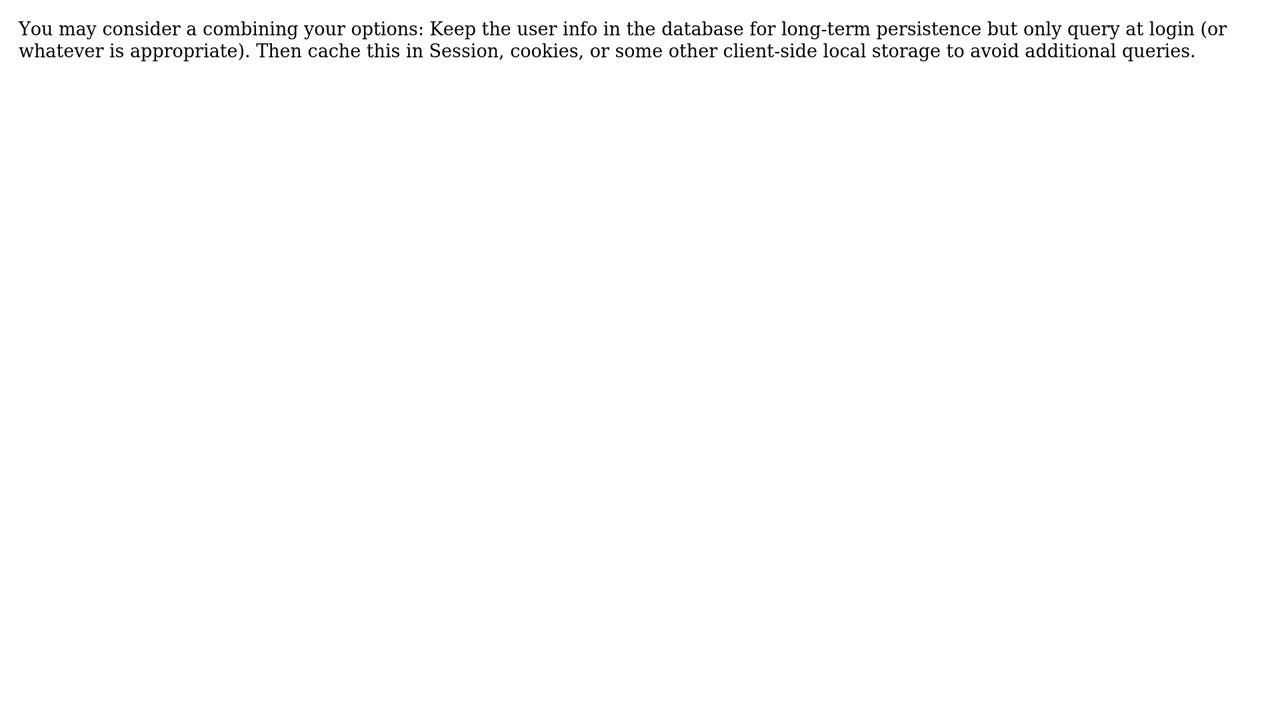 You may consider a combining your options: Keep the user info in the database for long-term persistence but only query at login (or
whatever is appropriate). Then cache this in Session, cookies, or some other client-side local storage to avoid additional queries.